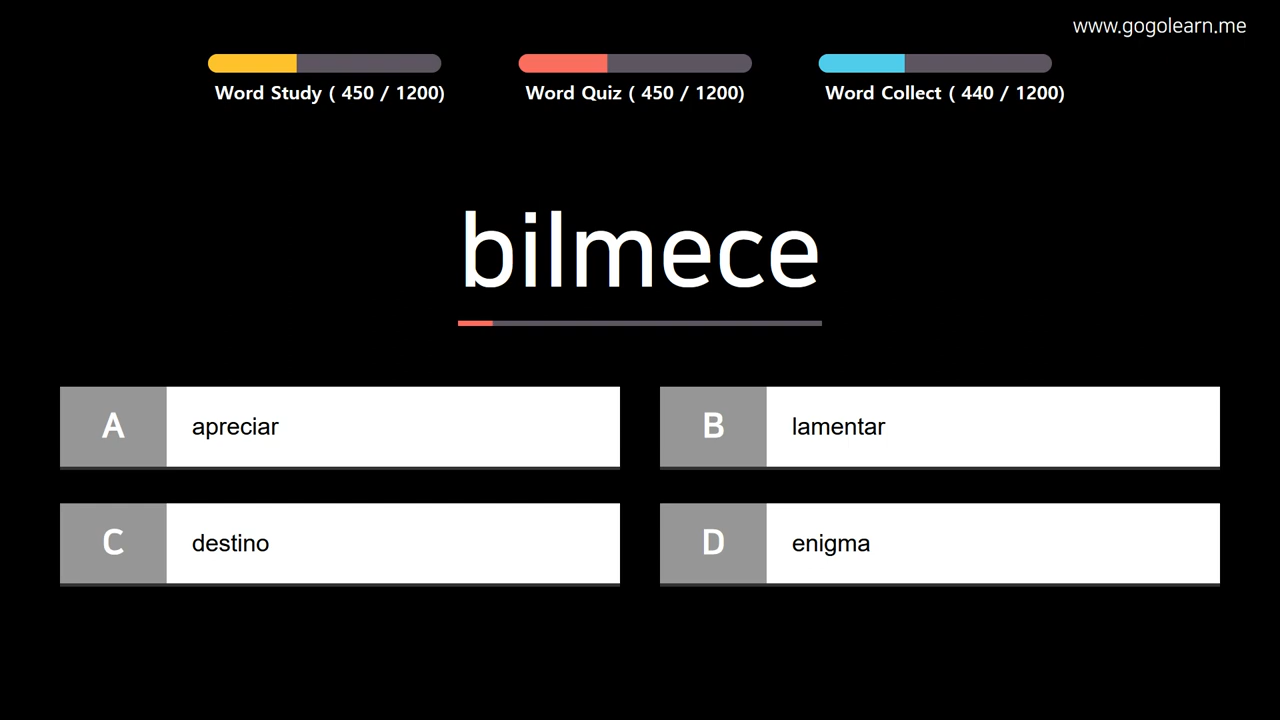 www.gogolearn.me
Word Study ( 450 / 1200)
Word Quiz ( 450 / 1200)
Word Collect ( 440 / 1200)
bilmece
A apreciar
B lamentar
C destino
D enigma